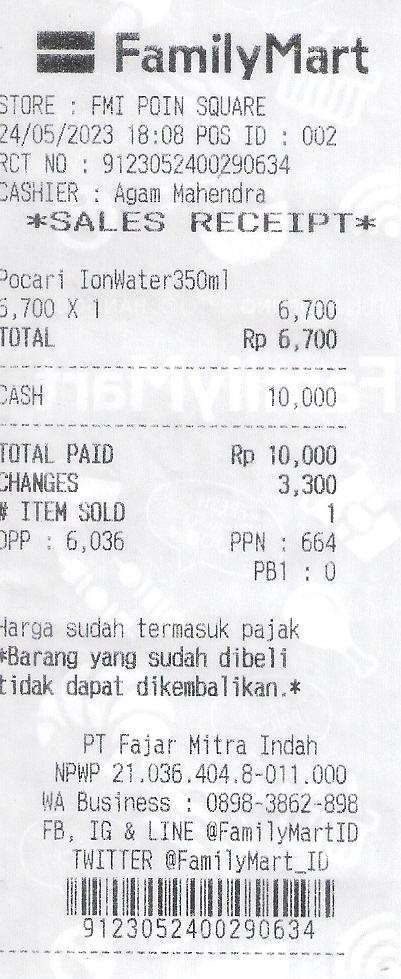 FamilyMart
STORE : FMI POIN SQUARE
24/05/2023 18:08 POS ID : 002
RCT NO : 9123052400290634
CASHIER : Agam Mahendra
*SALES RECEIPT*
Pocari IonWater350ml
6,700 X 1 6,700
TOTAL Rp 6,700
CASH 10,000
TOTAL PAID Rp 10,000
CHANGES 3,300
# ITEM SOLD 1
DPP : 6,036 PPN : 664
PB1 : 0
Harga sudah termasuk pajak
*Barang yang sudah dibeli
tidak dapat dikembalikan.*
PT Fajar Mitra Indah
NPWP 21.036.404.8-011.000
WA Business : 0898-3862-898
FB, IG & LINE @FamilyMartID
TWITTER @FamilyMart_ID
9123052400290634